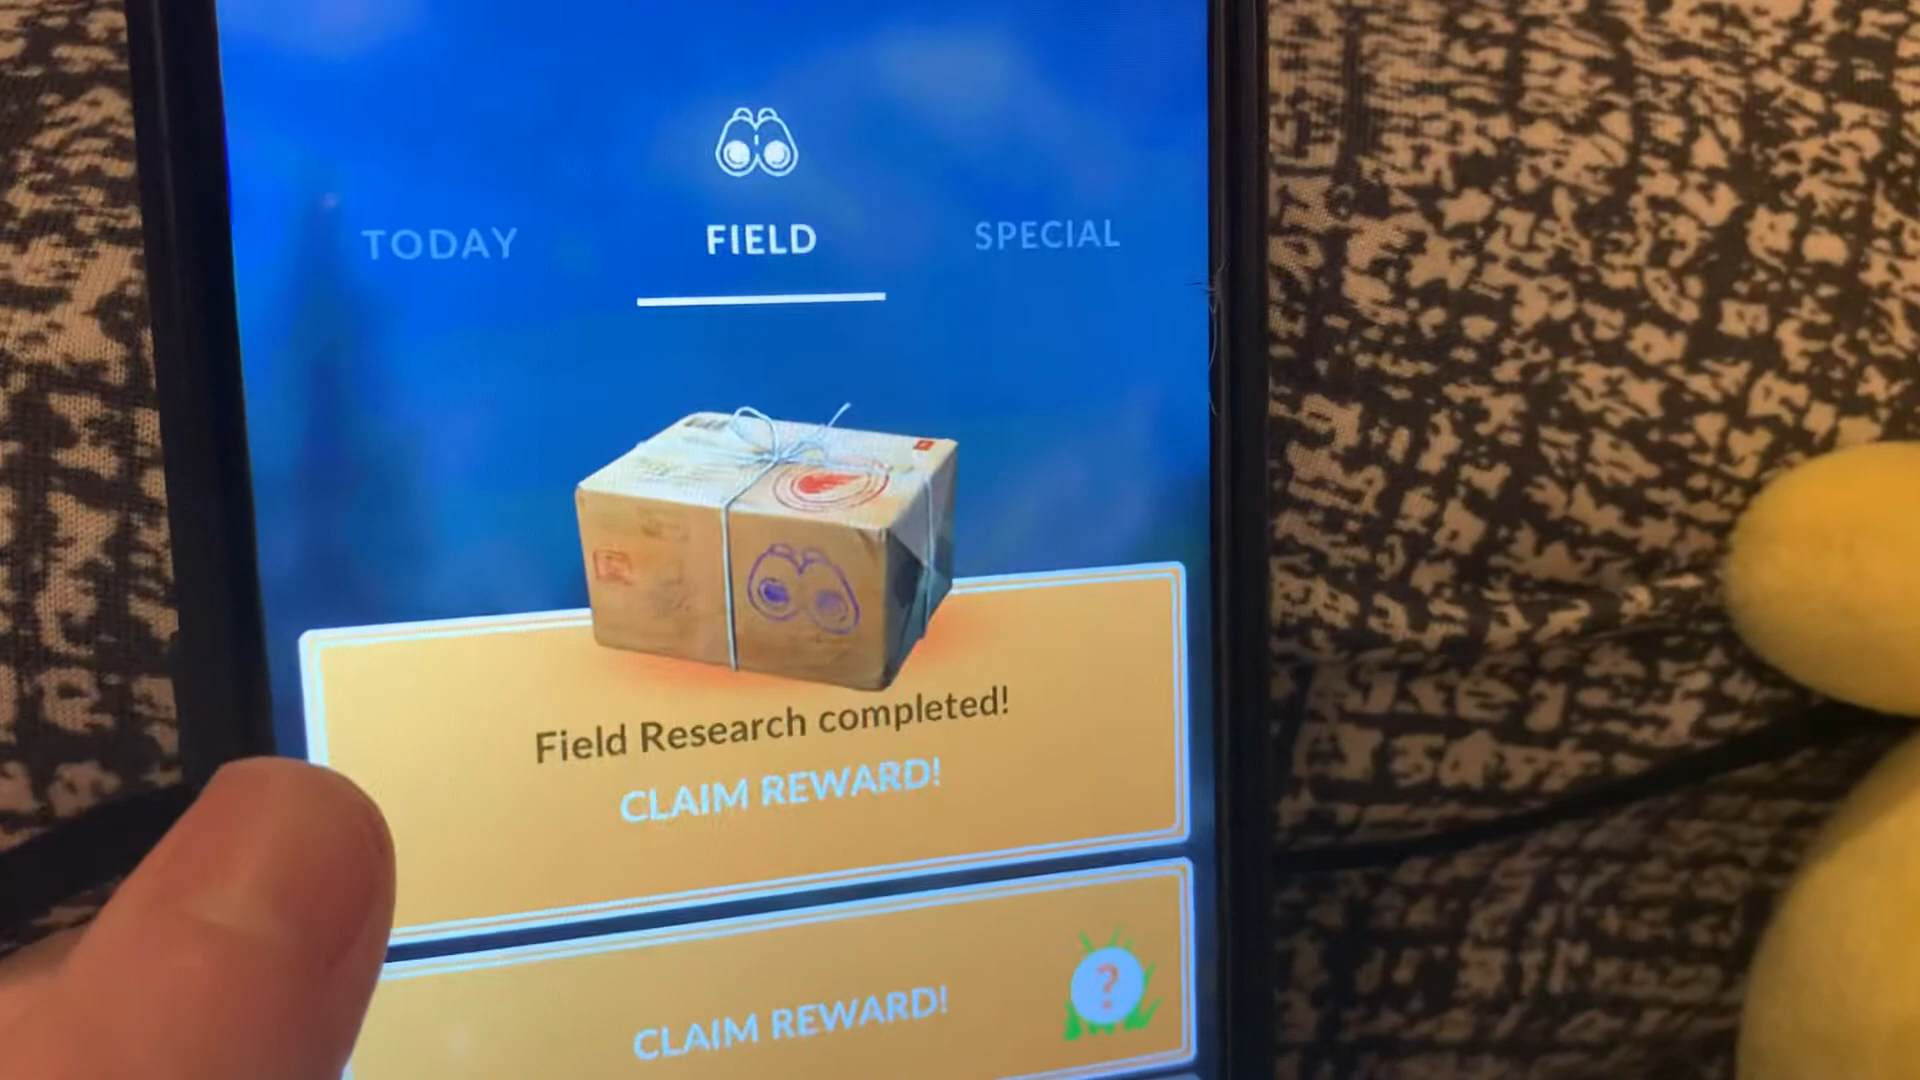 TODAY
FIELD
SPECIAL
Field Research completed!
CLAIM REWARD!
CLAIM REWARD!
?